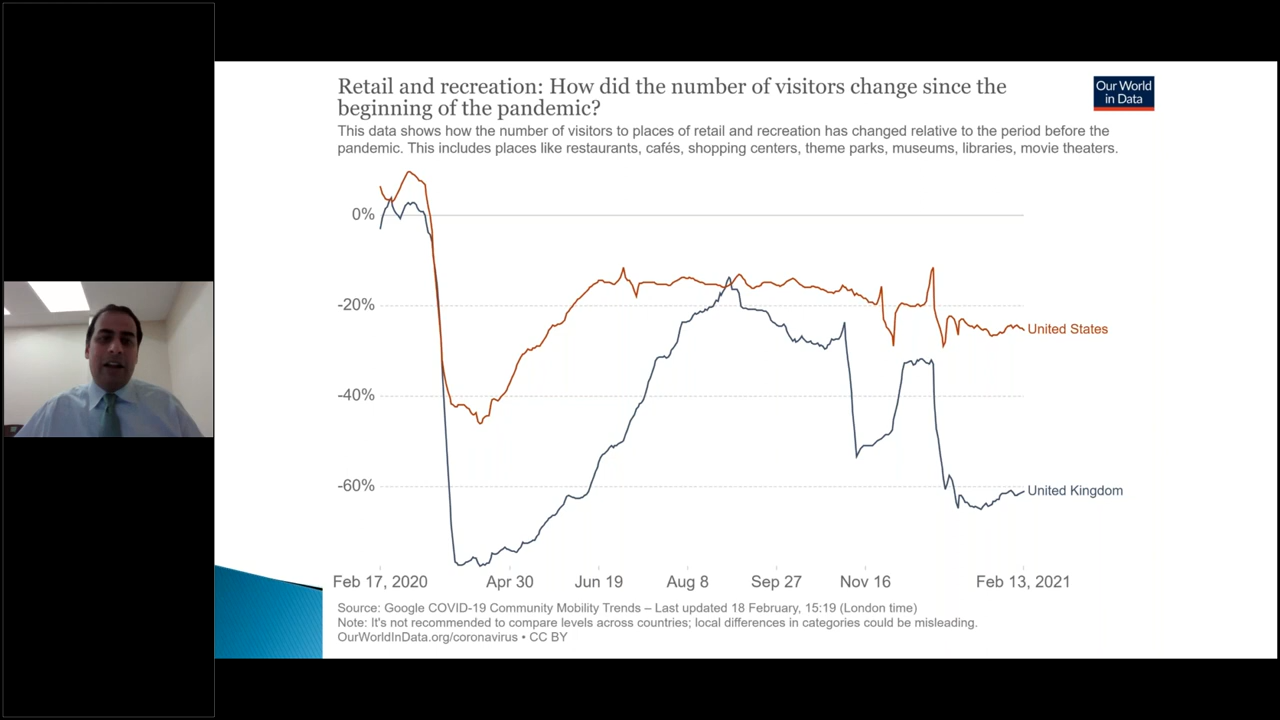 Retail and recreation: How did the number of visitors change since the
beginning of the pandemic?
Our World
in Data
This data shows how the number of visitors to places of retail and recreation has changed relative to the period before the
pandemic. This includes places like restaurants, cafés, shopping centers, theme parks, museums, libraries, movie theaters.
0%
-20%
United States
-40%
-60%
United Kingdom
Feb 17, 2020 Apr 30 Jun 19 Aug 8 Sep 27 Nov 16 Feb 13, 2021
Source: Google COVID-19 Community Mobility Trends – Last updated 18 February, 15:19 (London time)
Note: It's not recommended to compare levels across countries; local differences in categories could be misleading.
OurWorldInData.org/coronavirus • CC BY